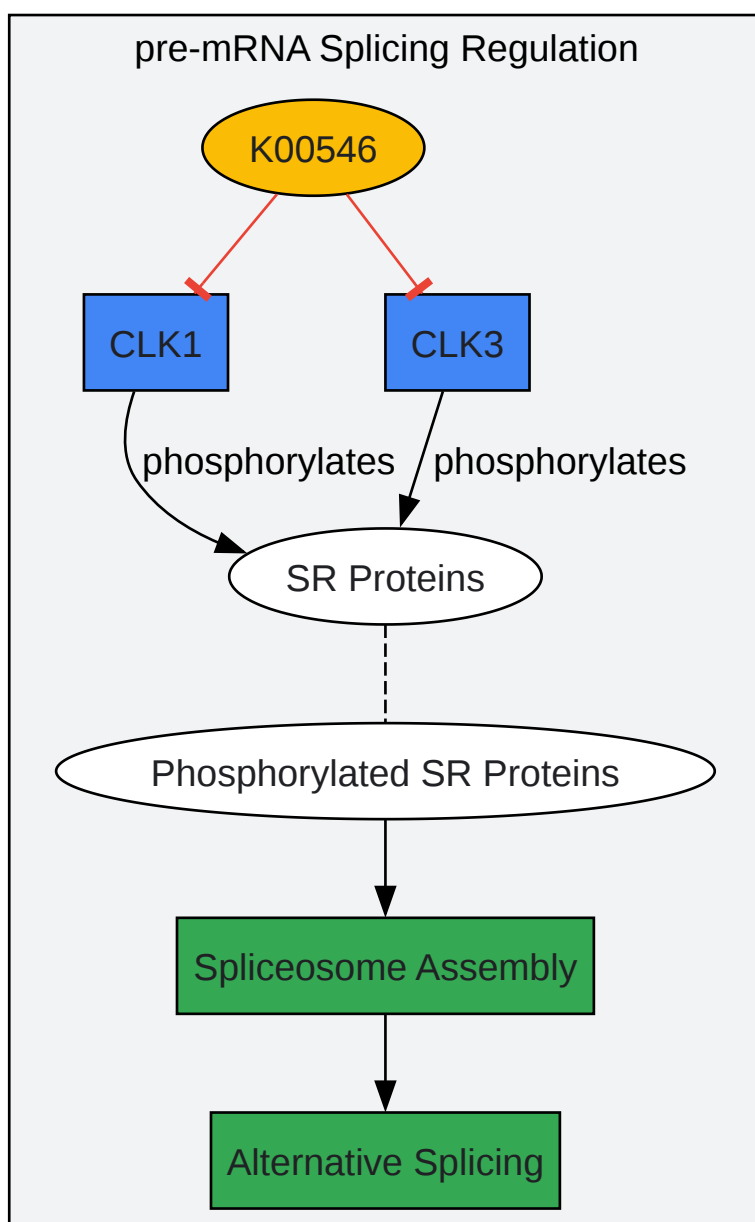 pre-mRNA Splicing Regulation
K00546
CLK1
CLK3
phosphorylates
phosphorylates
SR Proteins
Phosphorylated SR Proteins
Spliceosome Assembly
Alternative Splicing